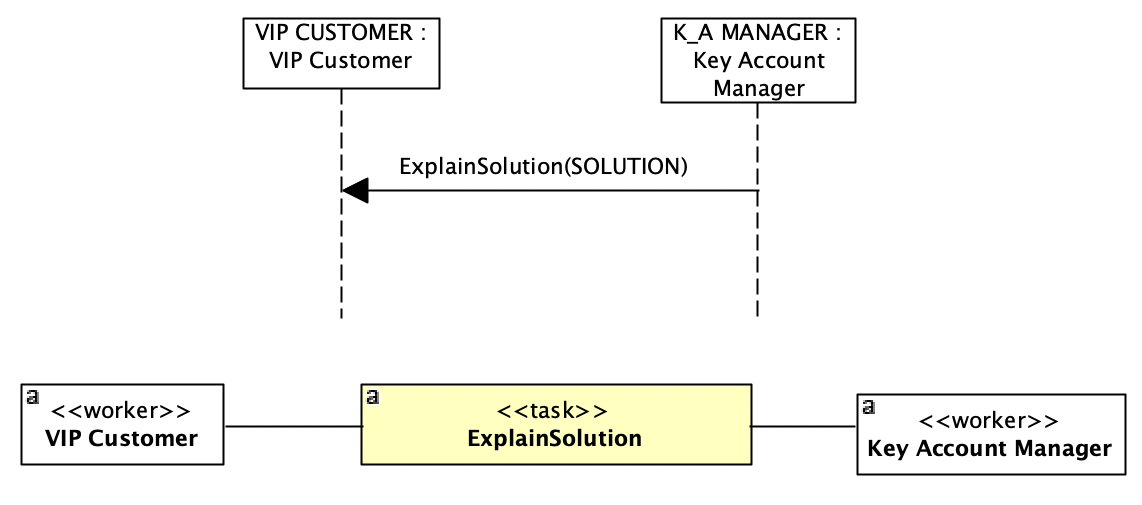 VIP CUSTOMER :
VIP Customer
K_A MANAGER :
Key Account
Manager
ExplainSolution(SOLUTION)
a
<<worker>>
VIP Customer
a
<<task>>
ExplainSolution
a
<<worker>>
Key Account Manager